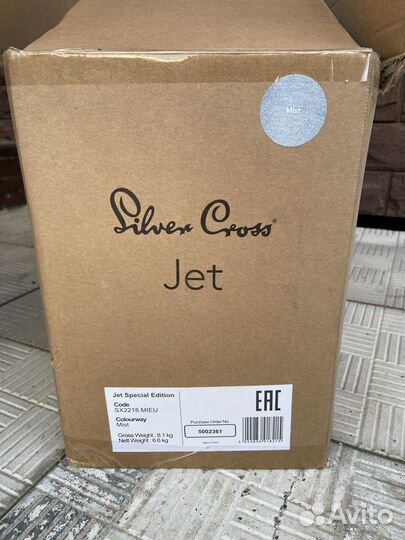 Mist
Silver Cross®
Jet
Jet Special Edition
Code
SX2218.MIEU
Colourway
Mist
Gross Weight : 8.1 kg
Nett Weight : 6.6 kg
EAC
Purchase Order No.
5002361
Avito